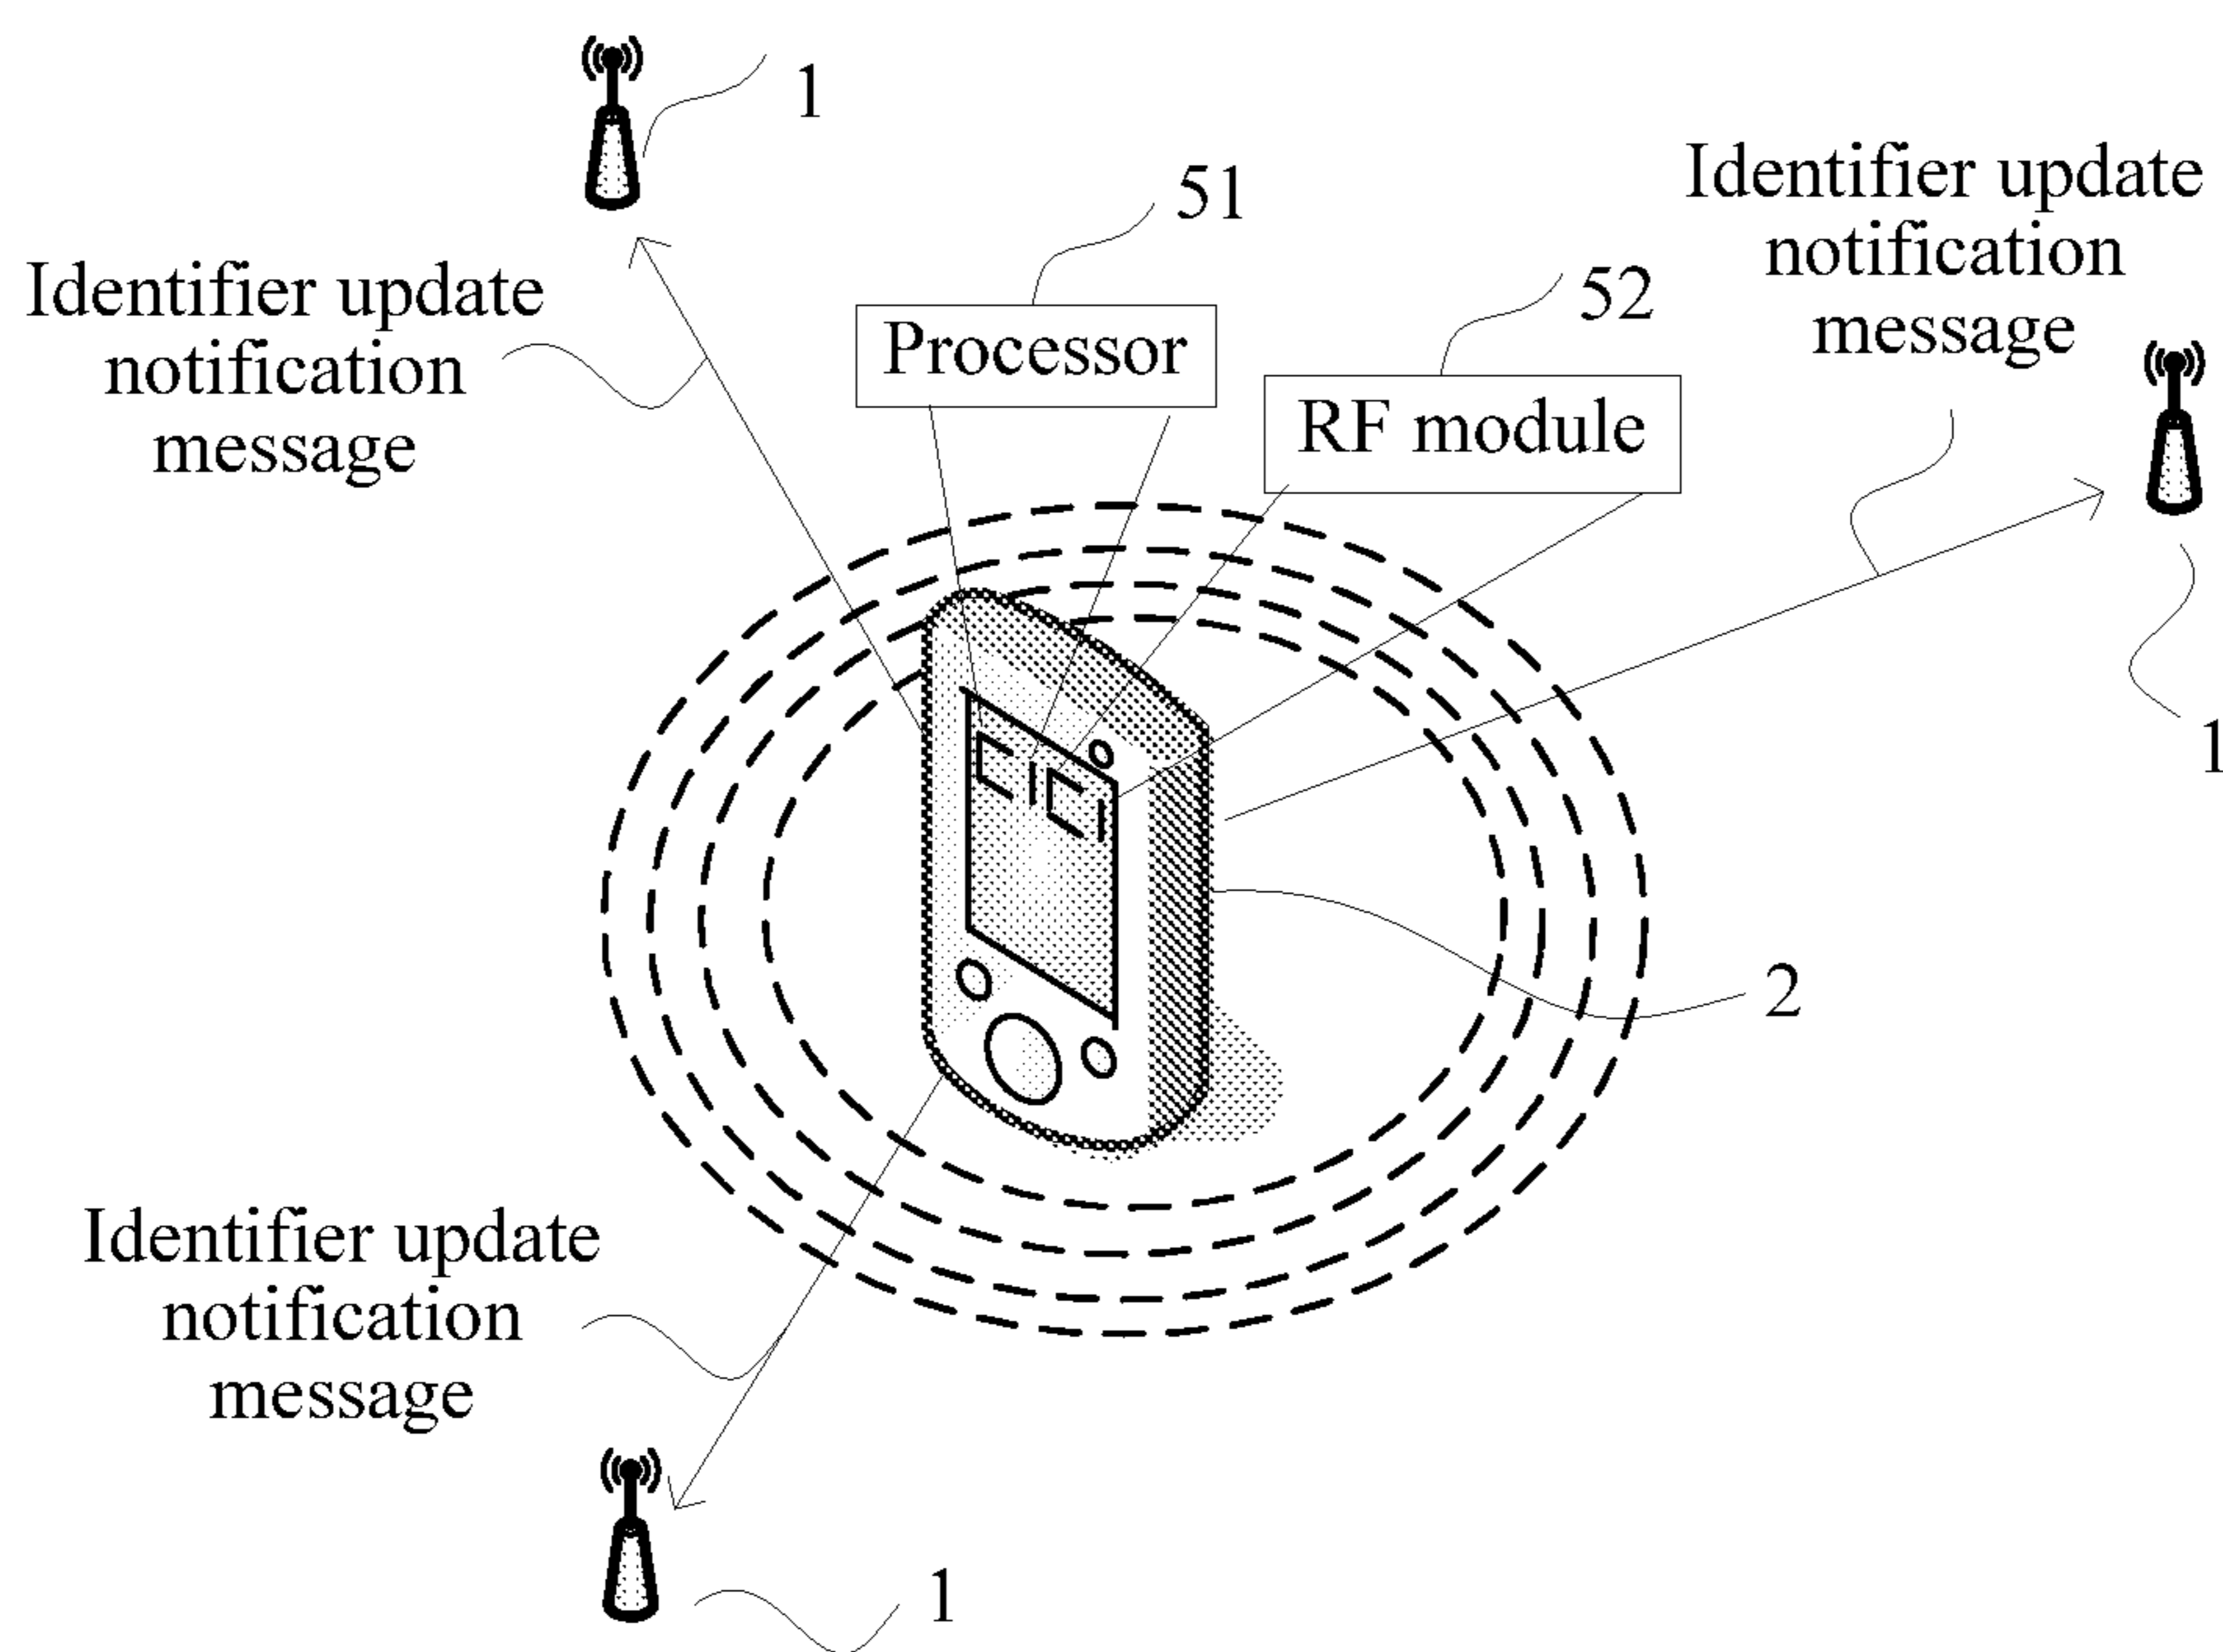 1
51
Identifier update
notification
message
Identifier update
notification
message
52
Processor
RF module
1
2
Identifier update
notification
message
1